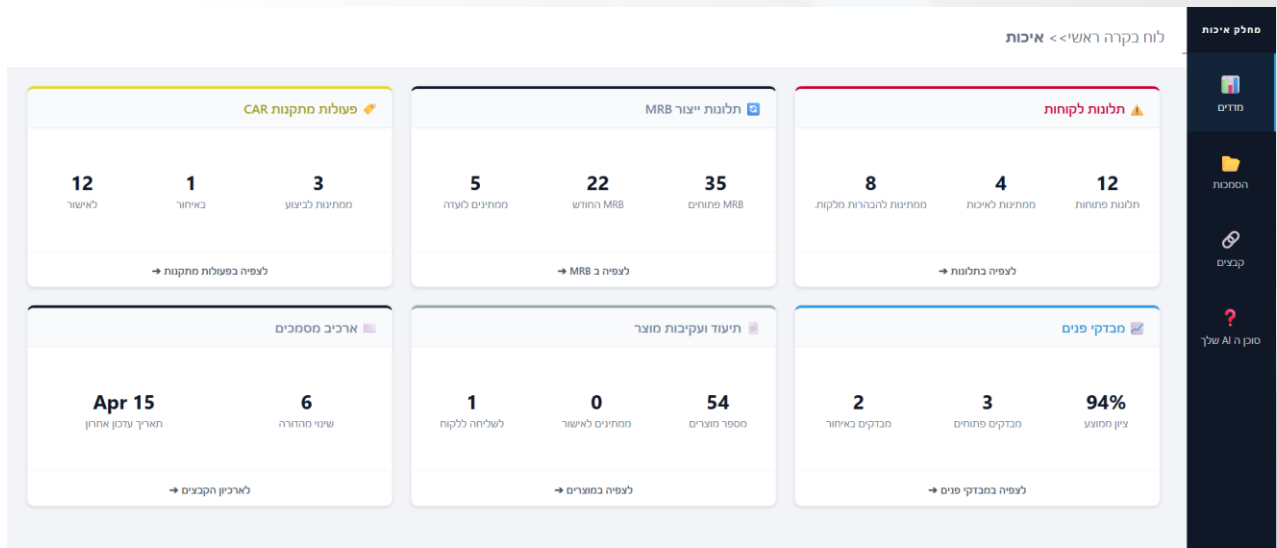 מחלק איכות
מדדים
הסמכות
קבצים
סוכן ה AI שלך
לוח בקרה ראשי>> איכות
תלונות לקוחות
12
תלונות פתוחות
4
ממתינות לאיכות
8
ממתינות להבהרות מלקוח.
לצפיה בתלונות ➔
תלונות ייצור MRB
35
MRB פתוחים
22
MRB החודש
5
ממתינים לועדה
לצפיה ב MRB ➔
פעולות מתקנות CAR
3
ממתינות לביצוע
1
באיחור
12
לאישור
לצפיה בפעולות מתקנות ➔
מבדקי פנים
94%
ציון ממוצע
3
מבדקים פתוחים
2
מבדקים באיחור
לצפיה במבדקי פנים ➔
תיעוד ועקיבות מוצר
54
מספר מוצרים
0
ממתינים לאישור
1
לשליחה ללקוח
לצפיה במוצרים ➔
ארכיב מסמכים
6
שינוי מהדורה
Apr 15
תאריך עדכון אחרון
לארכיון הקבצים ➔